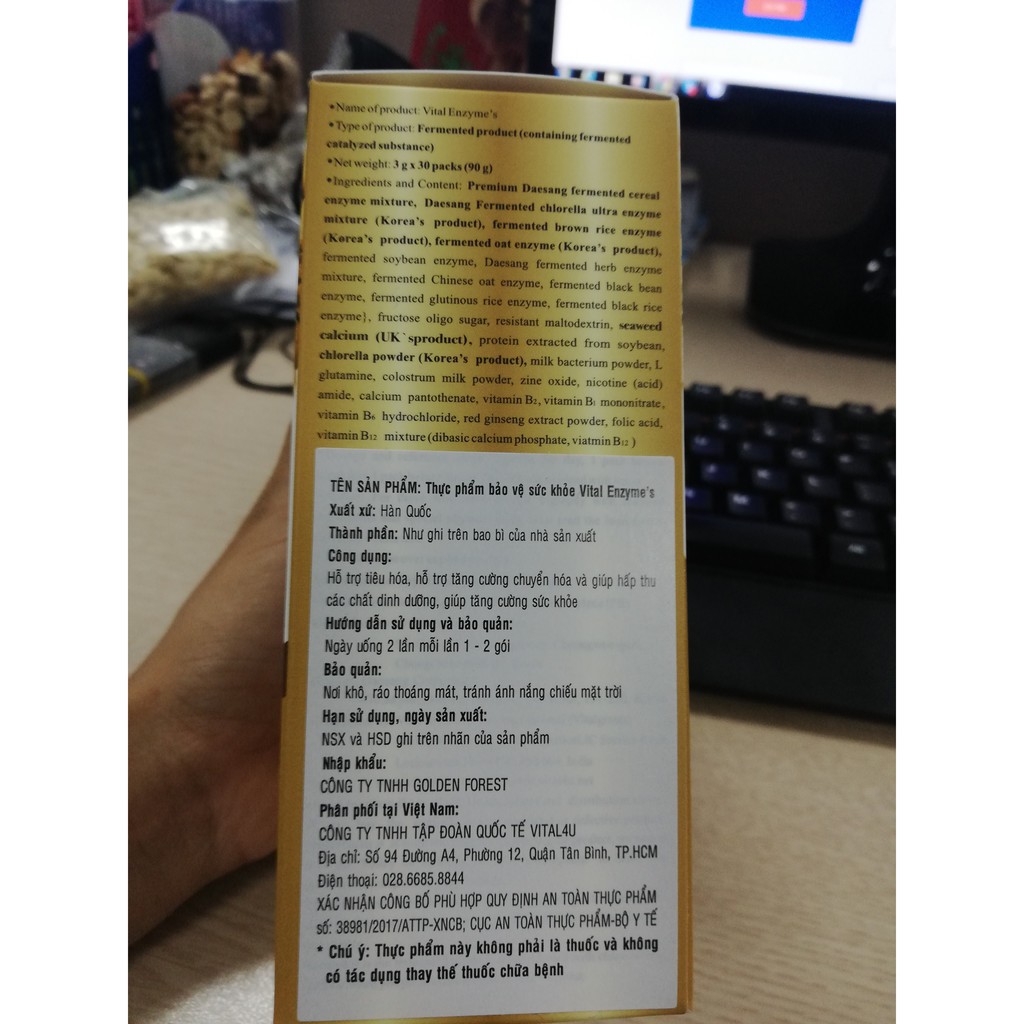 •Name of product: Vital Enzyme's
•Type of product: Fermented product (containing fermented
catalyzed substance)
•Net weight: 3 g x 30 packs (90 g)
•Ingredients and Content: Premium Daesang fermented cereal
enzyme mixture, Daesang Fermented chlorella ultra enzyme
mixture (Korea's product), fermented brown rice enzyme
(Korea's product), fermented oat enzyme (Korea's product),
fermented soybean enzyme, Daesang fermented herb enzyme
mixture, fermented Chinese oat enzyme, fermented black bean
enzyme, fermented glutinous rice enzyme, fermented black rice
enzyme}, fructose oligo sugar, resistant maltodextrin, seaweed
calcium (UK`sproduct), protein extracted from soybean,
chlorella powder (Korea's product), milk bacterium powder, L
glutamine, colostrum milk powder, zine oxide, nicotine (acid)
amide, calcium pantothenate, vitamin B2, vitamin B1 mononitrate,
vitamin B6 hydrochloride, red ginseng extract powder, folic acid,
vitamin B12 mixture (dibasic calcium phosphate, viatmin B12 )
TÊN SẢN PHẨM: Thực phẩm bảo vệ sức khỏe Vital Enzyme's
Xuất xứ: Hàn Quốc
Thành phần: Như ghi trên bao bì của nhà sản xuất
Công dụng:
Hỗ trợ tiêu hóa, hỗ trợ tăng cường chuyển hóa và giúp hấp thu
các chất dinh dưỡng, giúp tăng cường sức khỏe
Hướng dẫn sử dụng và bảo quản:
Ngày uống 2 lần mỗi lần 1 - 2 gói
Bảo quản:
Nơi khô, ráo thoáng mát, tránh ánh nắng chiếu mặt trời
Hạn sử dụng, ngày sản xuất:
NSX và HSD ghi trên nhãn của sản phẩm
Nhập khẩu:
CÔNG TY TNHH GOLDEN FOREST
Phân phối tại Việt Nam:
CÔNG TY TNHH TẬP ĐOÀN QUỐC TẾ VITAL4U
Địa chỉ: Số 94 Đường A4, Phường 12, Quận Tân Bình, TP.HCM
Điện thoại: 028.6685.8844
XÁC NHẬN CÔNG BỐ PHÙ HỢP QUY ĐỊNH AN TOÀN THỰC PHẨM
số: 38981/2017/ATTP-XNCB; CỤC AN TOÀN THỰC PHẨM-BỘ Y TẾ
* Chú ý: Thực phẩm này không phải là thuốc và không
có tác dụng thay thế thuốc chữa bệnh